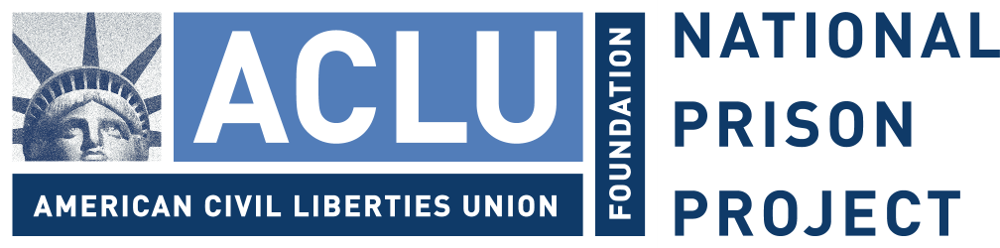 ACLU
AMERICAN CIVIL LIBERTIES UNION
FOUNDATION
NATIONAL
PRISON
PROJECT